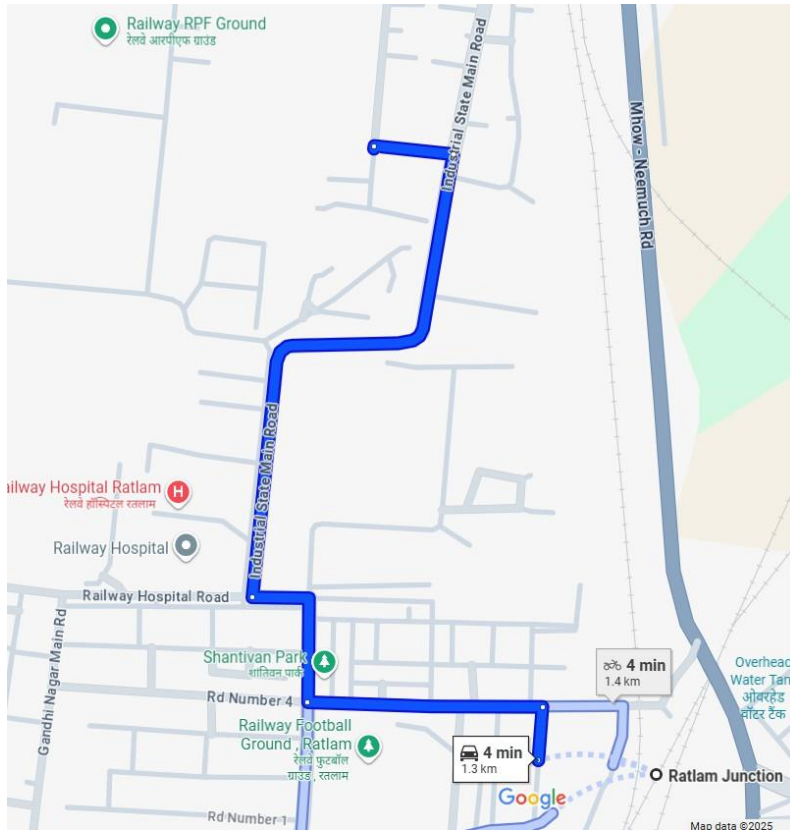 Railway RPF Ground
रेलवे आरपीएफ ग्राउंड
Industrial State Main Road
Mhow - Neemuch Rd
Industrial State Main Road
ailway Hospital Ratlam
रेलवे हॉस्पिटल रतलाम
H
Railway Hospital
Railway Hospital Road
Gandhi Nagar Main Rd
Shantivan Park
शांतिवन पार्क
4 min
1.4 km
Overhead
Water Tan
ओवरहेड
वॉटर टैंक
Rd Number 4
Railway Football
Ground , Ratlam
रेलवे फुटबॉल
ग्राउंड , रतलाम
4 min
1.3 km
Ratlam Junction
Google
Rd Number 1
Map data ©2025